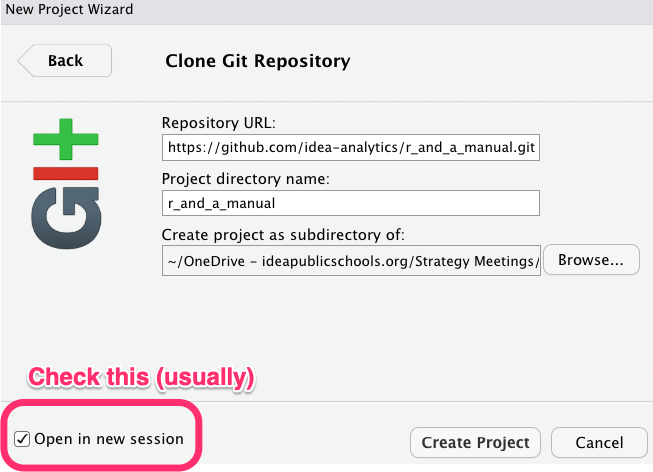 New Project Wizard
Back
Clone Git Repository
git
Repository URL:
https://github.com/idea-analytics/r_and_a_manual.git
Project directory name:
r_and_a_manual
Create project as subdirectory of:
~/OneDrive - ideapublicschools.org/Strategy Meetings/
Browse...
Check this (usually)
Open in new session
Create Project
Cancel